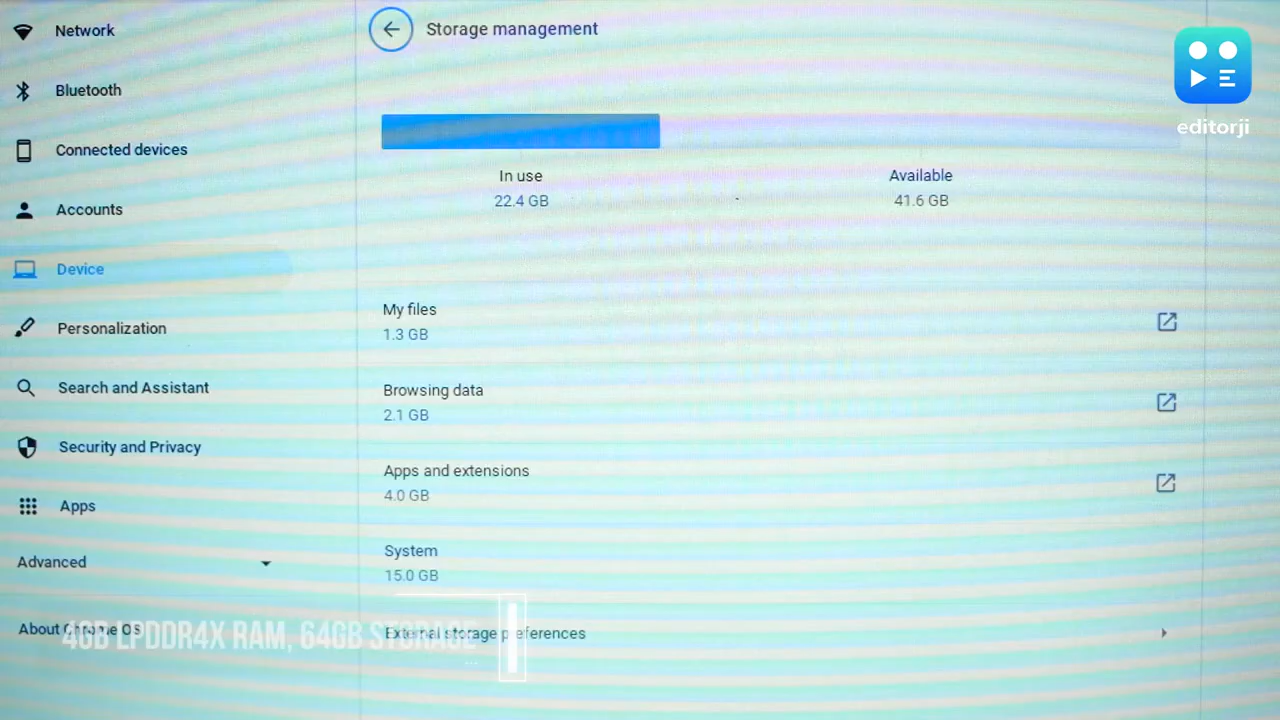 Network
Bluetooth
Connected devices
Accounts
Device
Personalization
Search and Assistant
Security and Privacy
Apps
Advanced
About Chrome OS
Storage management
In use
22.4 GB
Available
41.6 GB
My files
1.3 GB
Browsing data
2.1 GB
Apps and extensions
4.0 GB
System
15.0 GB
External storage preferences
4GB LPDDR4X RAM, 64GB STORAGE
...
editorji